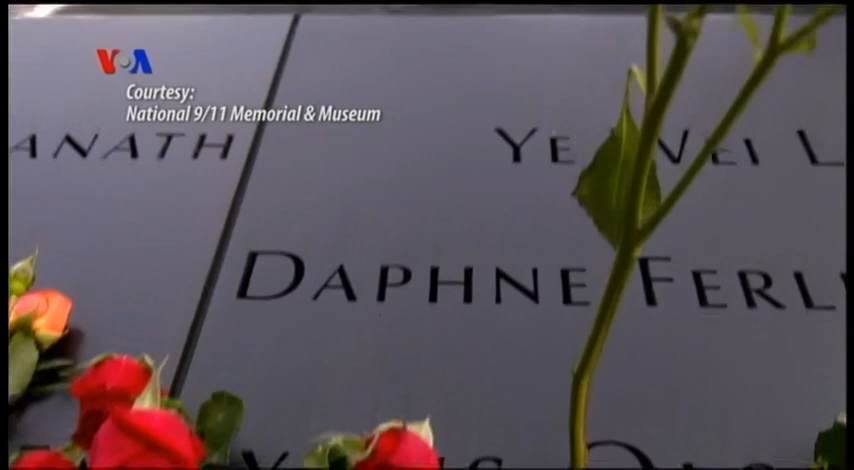 VOA
Courtesy:
National 9/11 Memorial & Museum
ANATH
YE WEI L
DAPHNE FERL